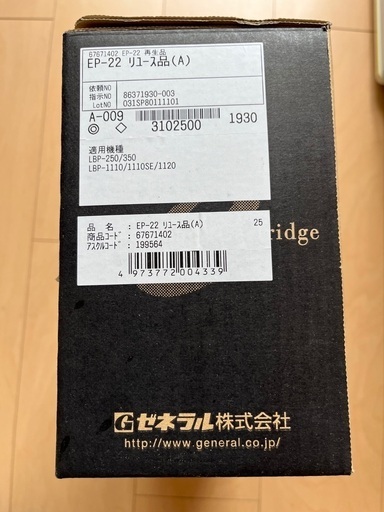 67671402 EP-22 再生品
EP-22 ﾘﾕｰｽ品(A)
依頼NO
指示NO 86371930-003
LotNO 031SP80111101
A-009 1930
◎ ◇ 3102500
適用機種
LBP-250/350
LBP-1110/1110SE/1120
品 名 : EP-22 ﾘﾕｰｽ品(A) 25
商品ｺｰﾄﾞ: 67671402
ｱｽｸﾙｺｰﾄﾞ: 199564
4 973772 004339
ridge
G ゼネラル株式会社
http://www.general.co.jp/